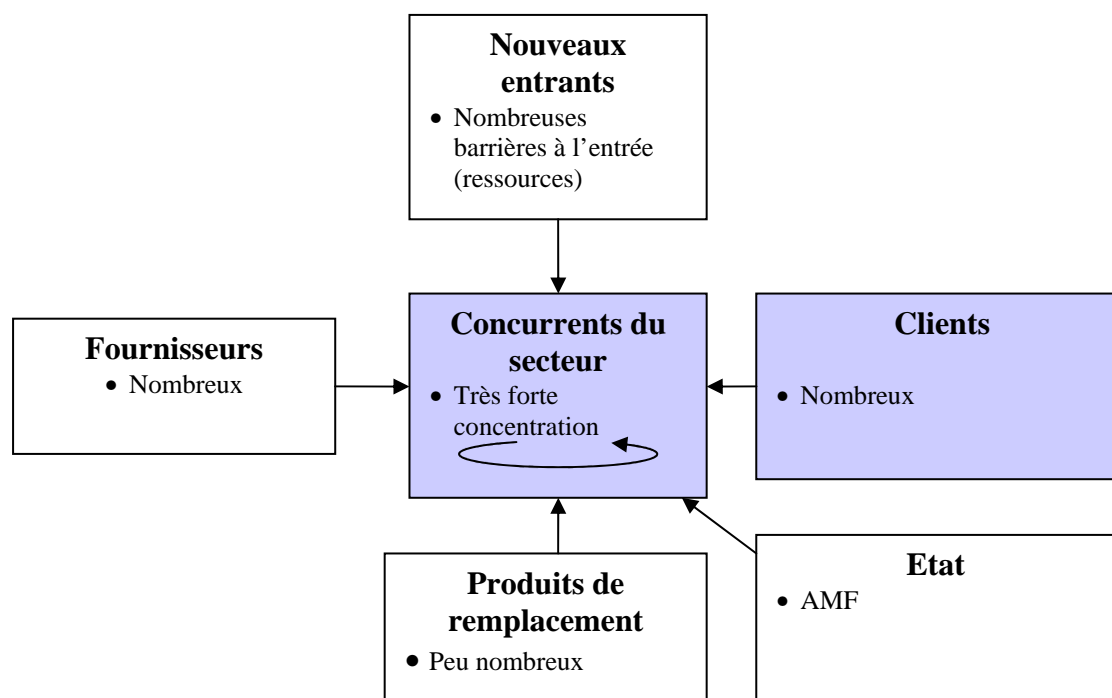 Nouveaux
entrants
• Nombreuses
barrières à l’entrée
(ressources)
Fournisseurs
• Nombreux
Concurrents du
secteur
• Très forte
concentration
Clients
• Nombreux
Produits de
remplacement
• Peu nombreux
Etat
• AMF